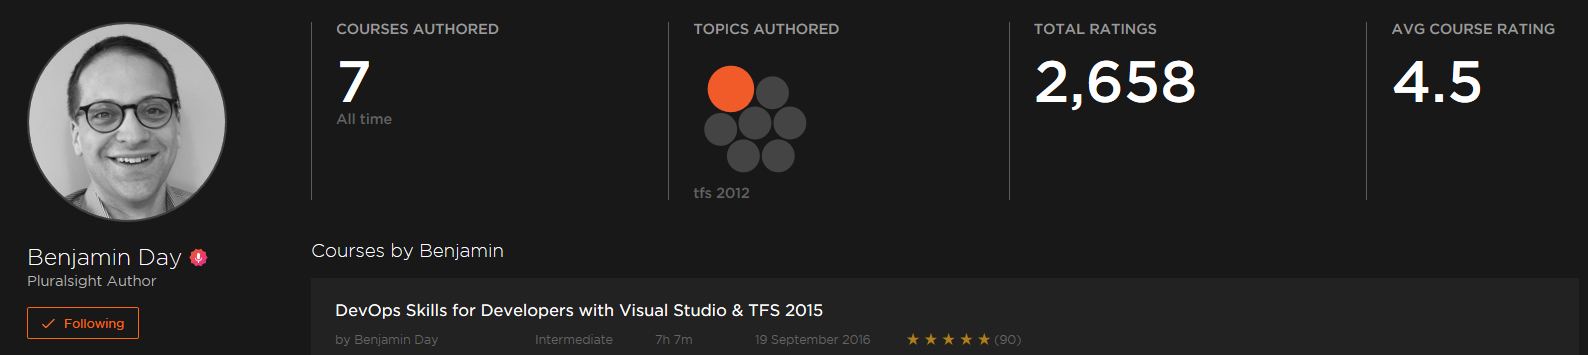 COURSES AUTHORED
7
All time
TOPICS AUTHORED
tfs 2012
TOTAL RATINGS
2,658
AVG COURSE RATING
4.5
Benjamin Day
Pluralsight Author
Following
Courses by Benjamin
DevOps Skills for Developers with Visual Studio & TFS 2015
by Benjamin Day Intermediate 7h 7m 19 September 2016 ★★★★★ (90)